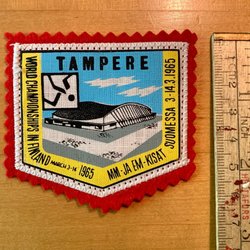 TAMPERE
WORLD CHAMPIONSHIPS IN FINLAND MARCH 3-14 1965
MM-JA EM-KISAT SUOMESSA 3-14.3.1965